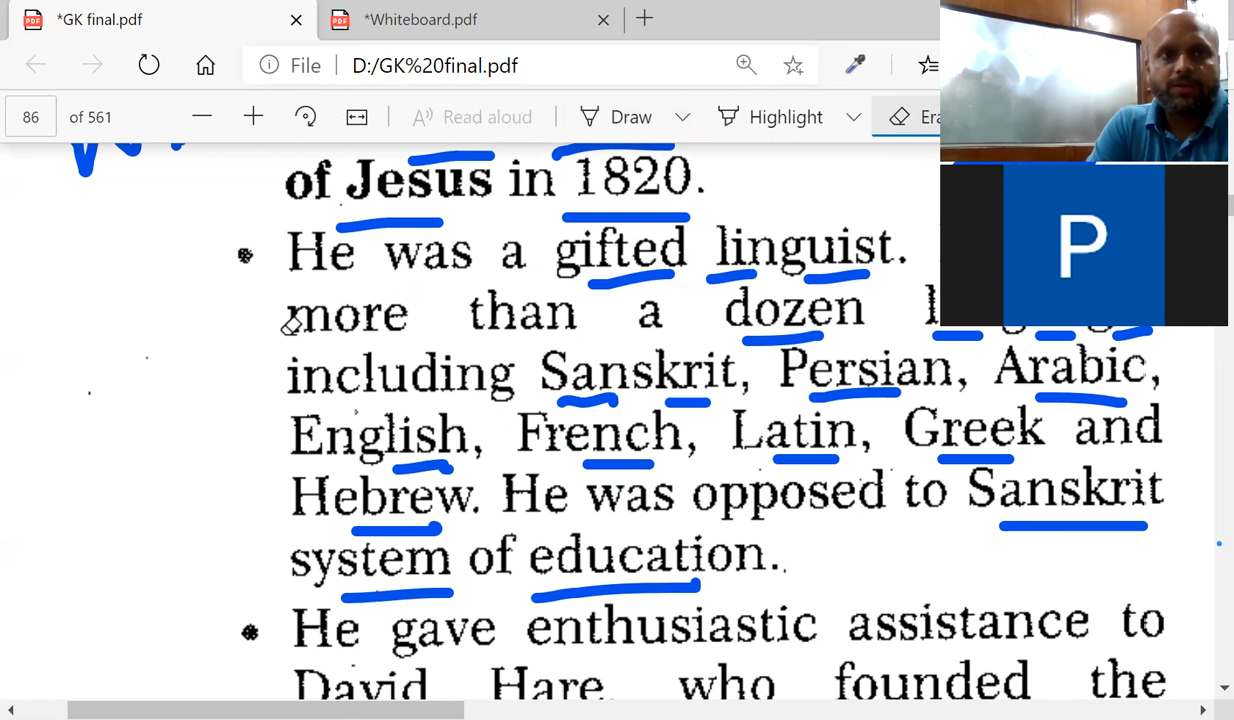 *GK final.pdf
*Whiteboard.pdf
File
D:/GK%20final.pdf
86 of 561
Read aloud
Draw
Highlight
Era
of Jesus in 1820.
He was a gifted linguist.
more than a dozen
including Sanskrit, Persian, Arabic,
English, French, Latin, Greek and
Hebrew. He was opposed to Sanskrit
system of education.
He gave enthusiastic assistance to
David Hare, who founded the
P